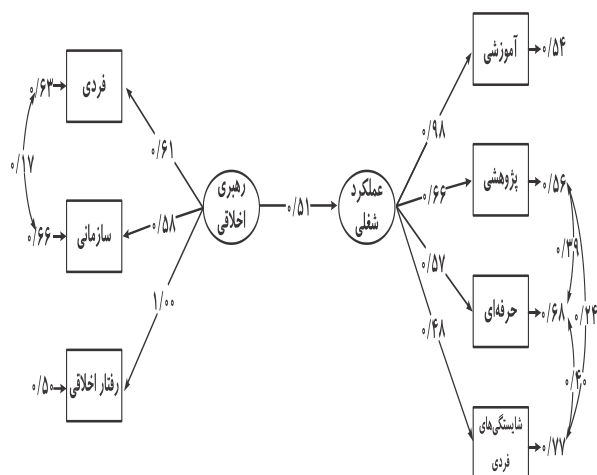 آموزشی
۰/۵۴
فردی
۰/۶۳
۰/۹۸
۰/۱۷
۰/۶۱
پژوهشی
۰/۵۶
رهبری
اخلاقی
عملکرد
شغلی
۰/۶۶
۰/۵۱
سازمانی
۰/۶۶
۰/۵۸
۰/۳۹
۰/۵۷
۱/۰۰
حرفه‌ای
۰/۶۸
۰/۲۴
۰/۴۸
رفتار اخلاقی
۰/۵۰
۰/۴۰
شایستگی‌های
فردی
۰/۷۷